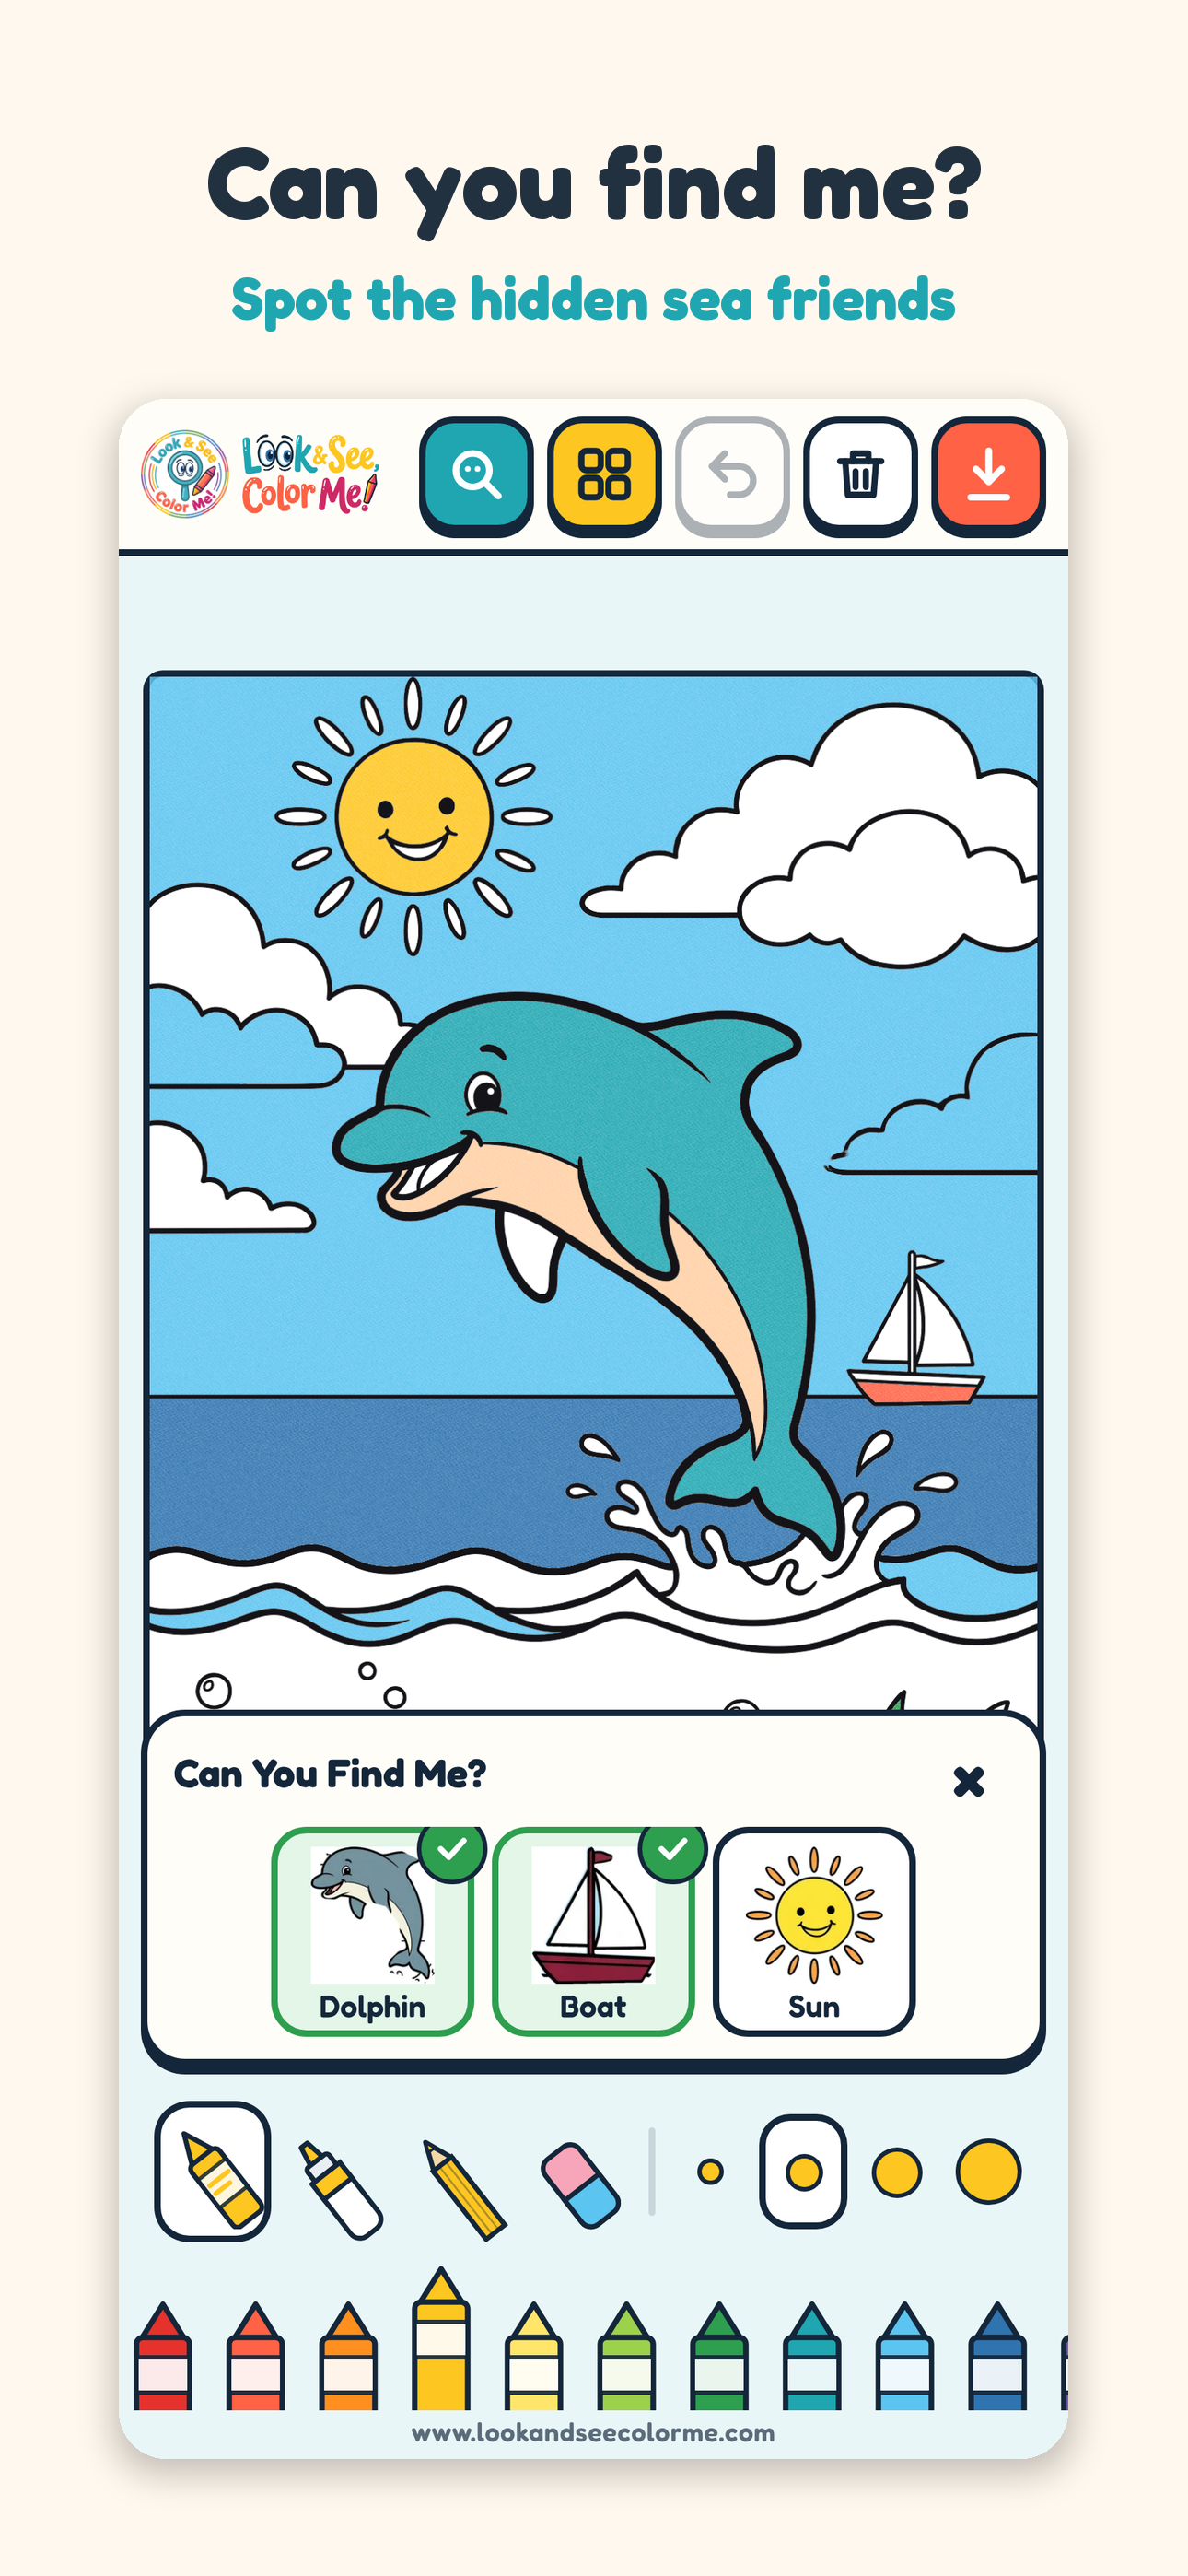 Can you find me?
Spot the hidden sea friends
Look & See
Color Me!
Look & See,
Color Me!
Can You Find Me?
Dolphin
Boat
Sun
www.lookandseecolorme.com